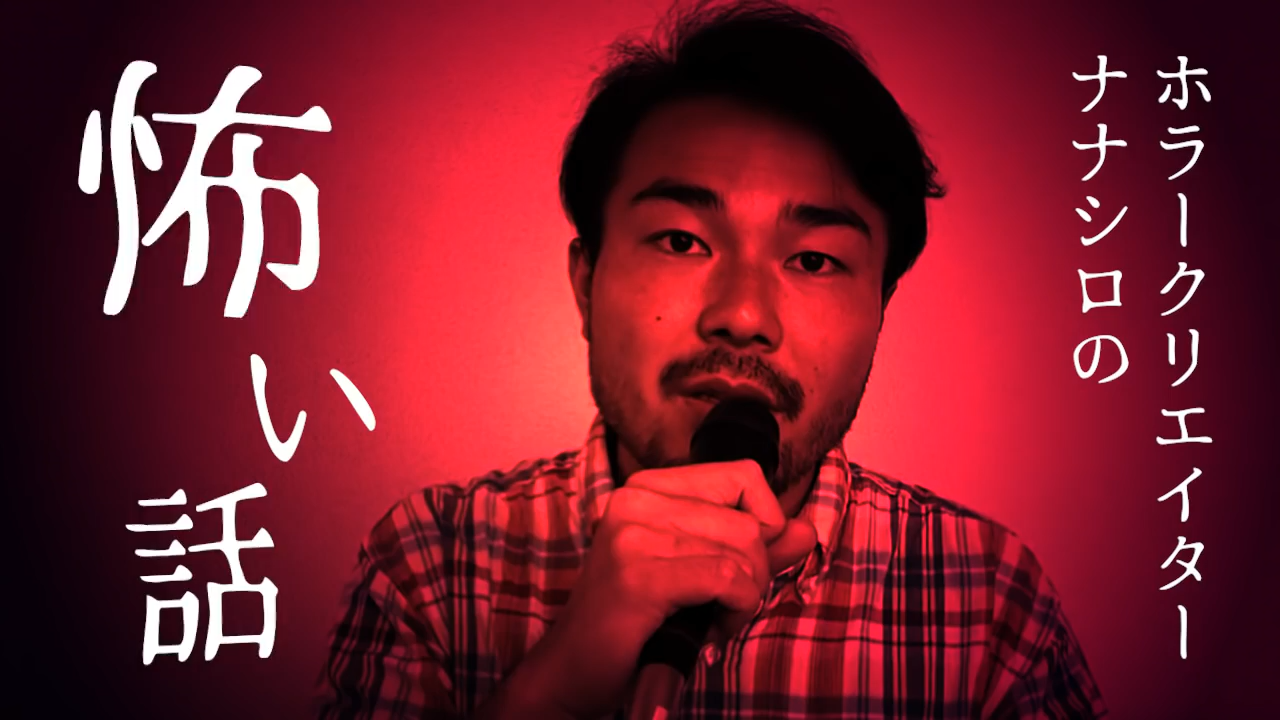 ホラークリエイター
ナナシロの
怖い話